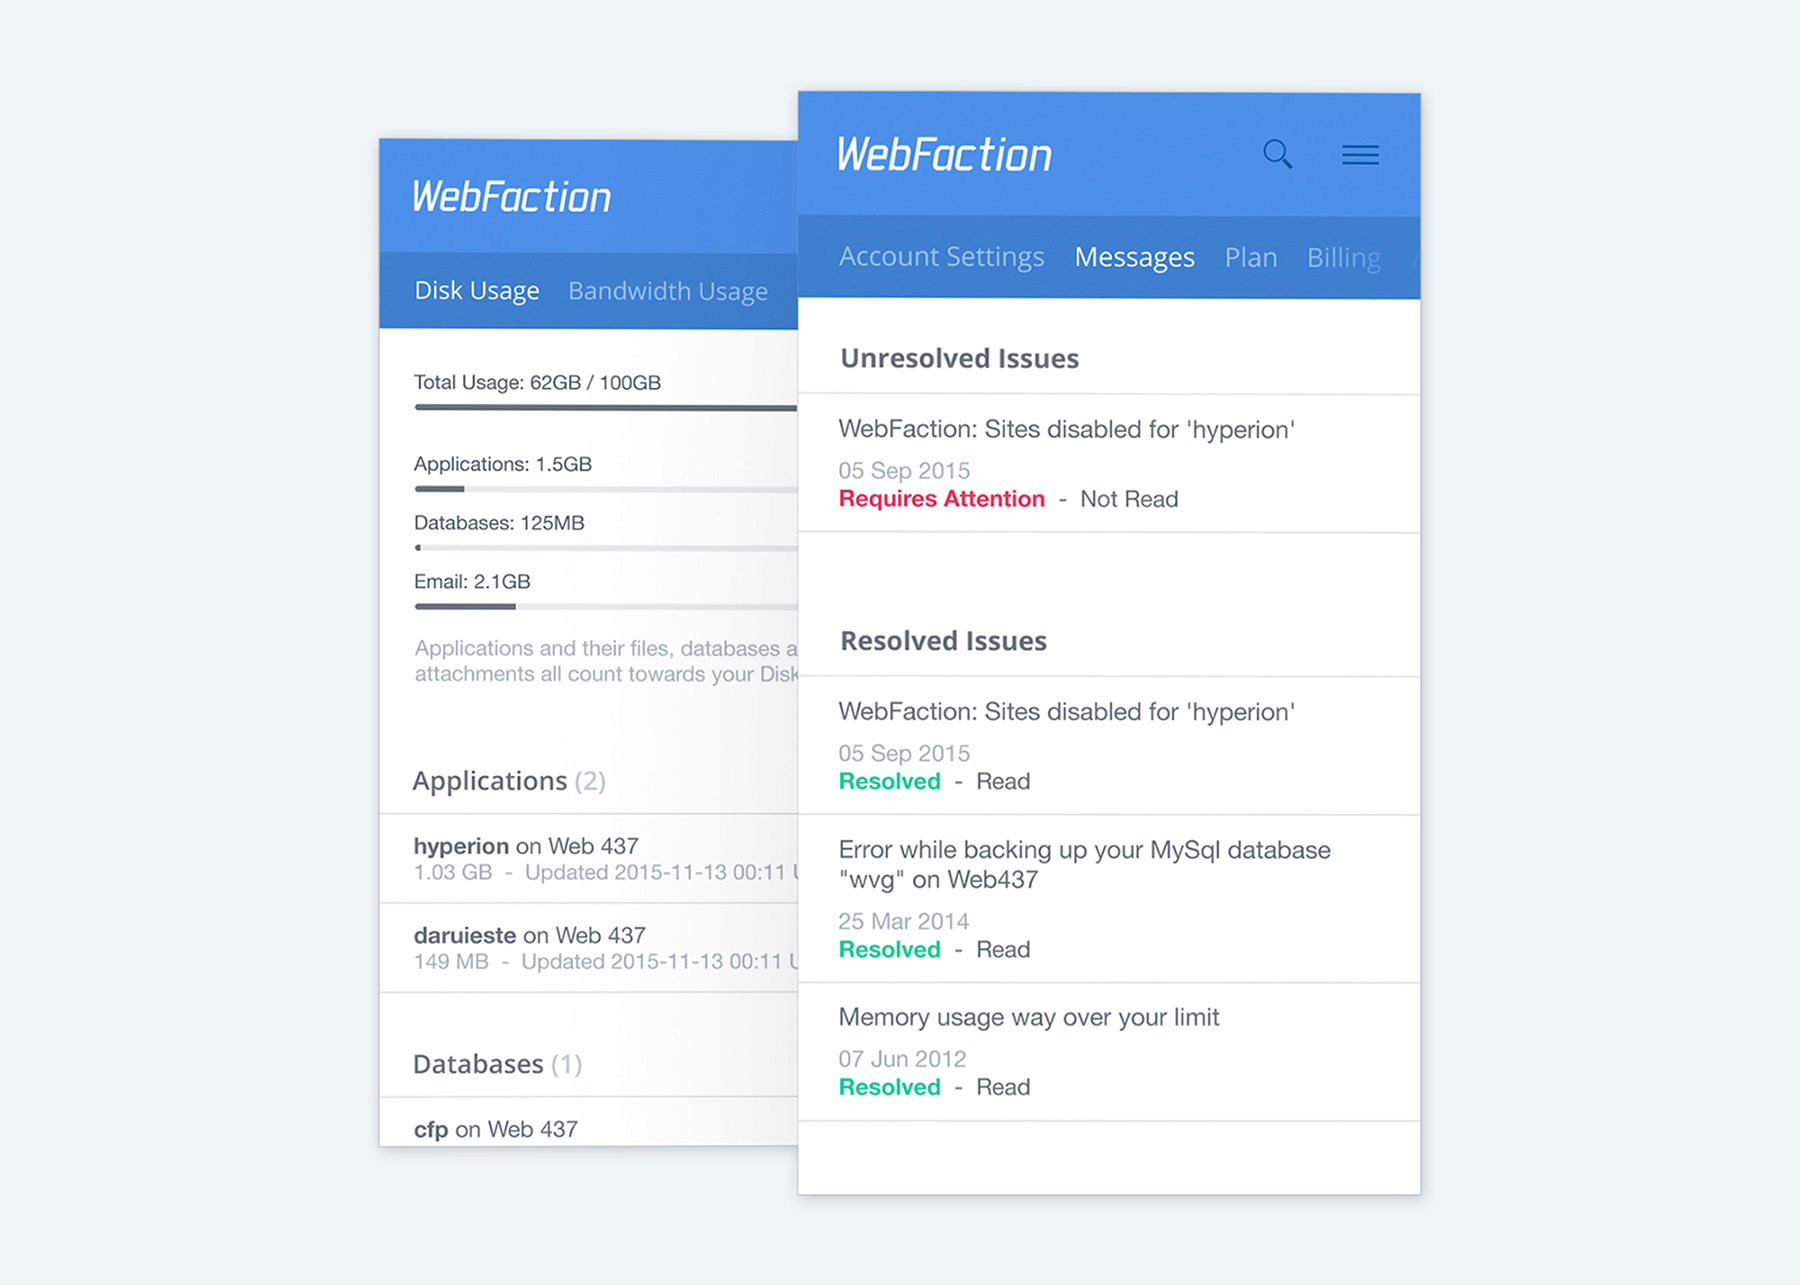 WebFaction
Disk Usage Bandwidth Usage
Total Usage: 62GB / 100GB
Applications: 1.5GB
Databases: 125MB
Email: 2.1GB
Applications and their files, databases a
attachments all count towards your Disk
Applications (2)
hyperion on Web 437
1.03 GB - Updated 2015-11-13 00:11 U
daruieste on Web 437
149 MB - Updated 2015-11-13 00:11 U
Databases (1)
cfp on Web 437
WebFaction
Account Settings Messages Plan Billing
Unresolved Issues
WebFaction: Sites disabled for 'hyperion'
05 Sep 2015
Requires Attention - Not Read
Resolved Issues
WebFaction: Sites disabled for 'hyperion'
05 Sep 2015
Resolved - Read
Error while backing up your MySql database
"wvg" on Web437
25 Mar 2014
Resolved - Read
Memory usage way over your limit
07 Jun 2012
Resolved - Read